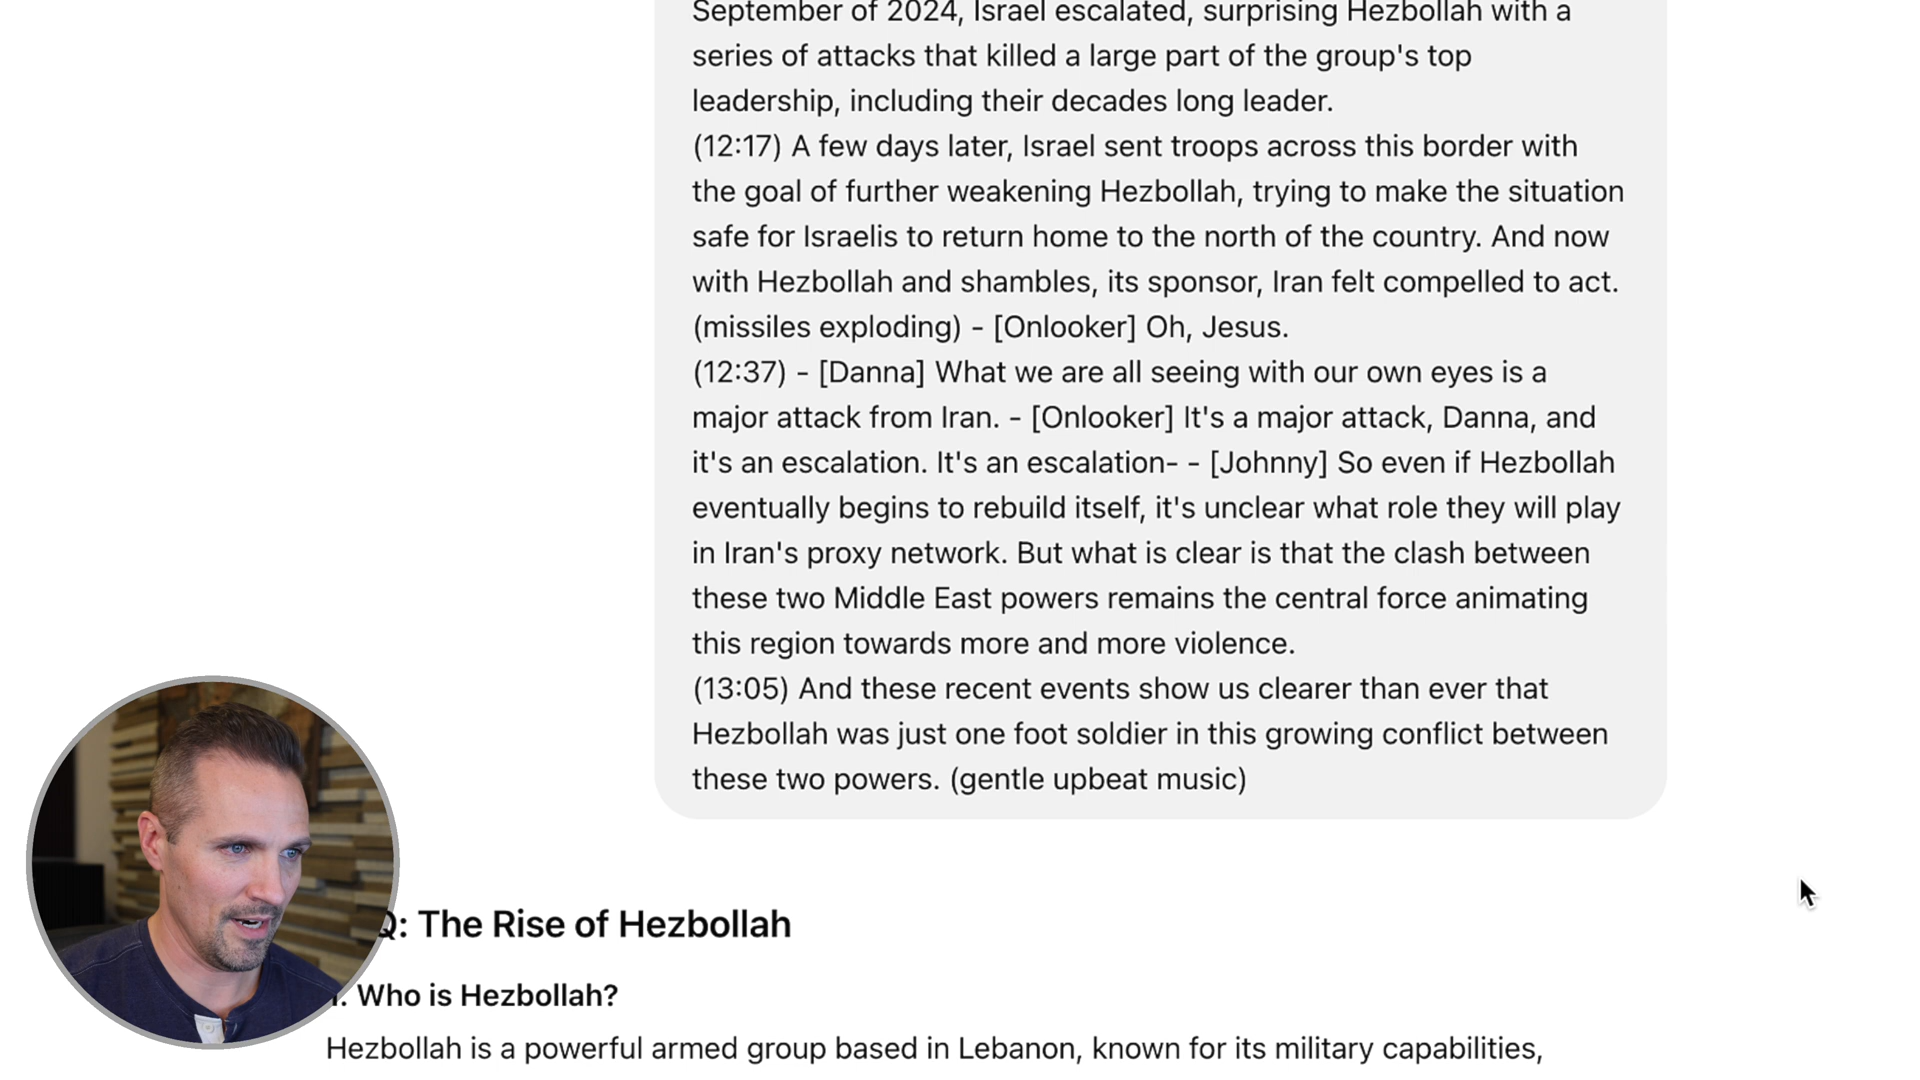 September of 2024, Israel escalated, surprising Hezbollah with a
series of attacks that killed a large part of the group's top
leadership, including their decades long leader.
(12:17) A few days later, Israel sent troops across this border with
the goal of further weakening Hezbollah, trying to make the situation
safe for Israelis to return home to the north of the country. And now
with Hezbollah and shambles, its sponsor, Iran felt compelled to act.
(missiles exploding) - [Onlooker] Oh, Jesus.
(12:37) - [Danna] What we are all seeing with our own eyes is a
major attack from Iran. - [Onlooker] It's a major attack, Danna, and
it's an escalation. It's an escalation- - [Johnny] So even if Hezbollah
eventually begins to rebuild itself, it's unclear what role they will play
in Iran's proxy network. But what is clear is that the clash between
these two Middle East powers remains the central force animating
this region towards more and more violence.
(13:05) And these recent events show us clearer than ever that
Hezbollah was just one foot soldier in this growing conflict between
these two powers. (gentle upbeat music)
Q: The Rise of Hezbollah
. Who is Hezbollah?
Hezbollah is a powerful armed group based in Lebanon, known for its military capabilities,